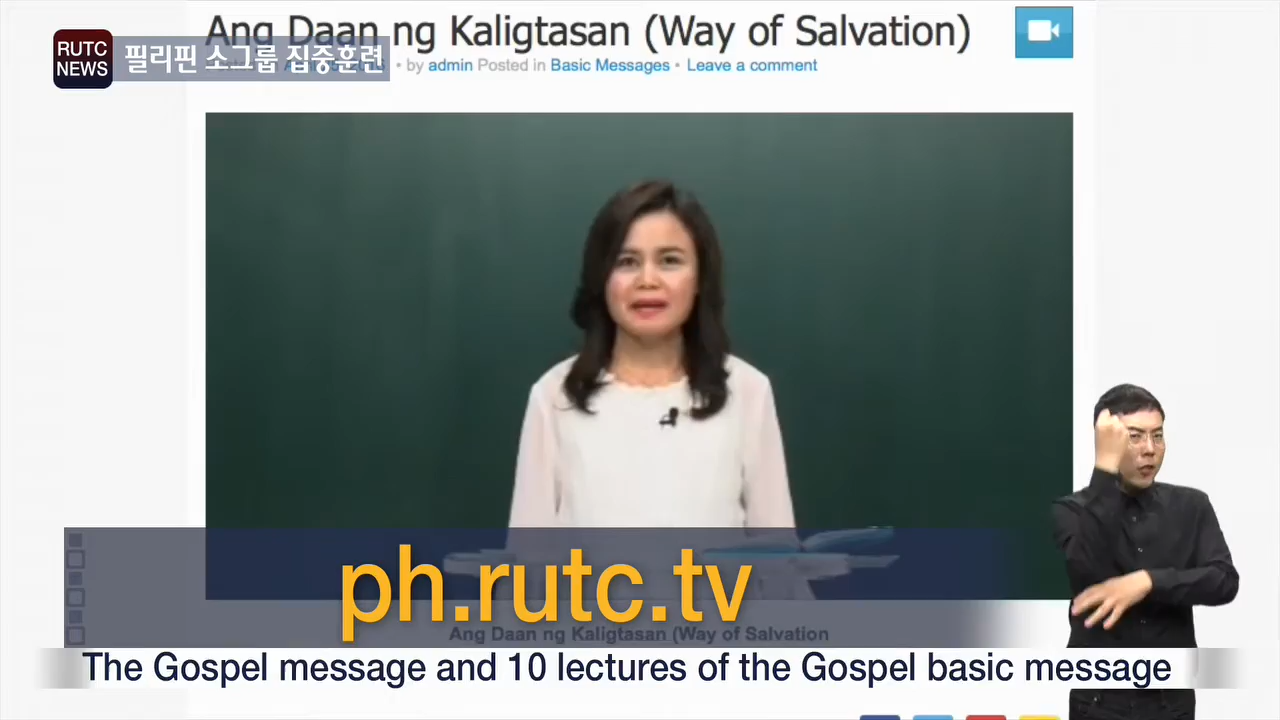 Ang Daan ng Kaligtasan (Way of Salvation)
RUTC
NEWS
필리핀 소그룹 집중훈련
• by admin Posted in Basic Messages • Leave a comment
ph.rutc.tv
Ang Daan ng Kaligtasan (Way of Salvation
The Gospel message and 10 lectures of the Gospel basic message